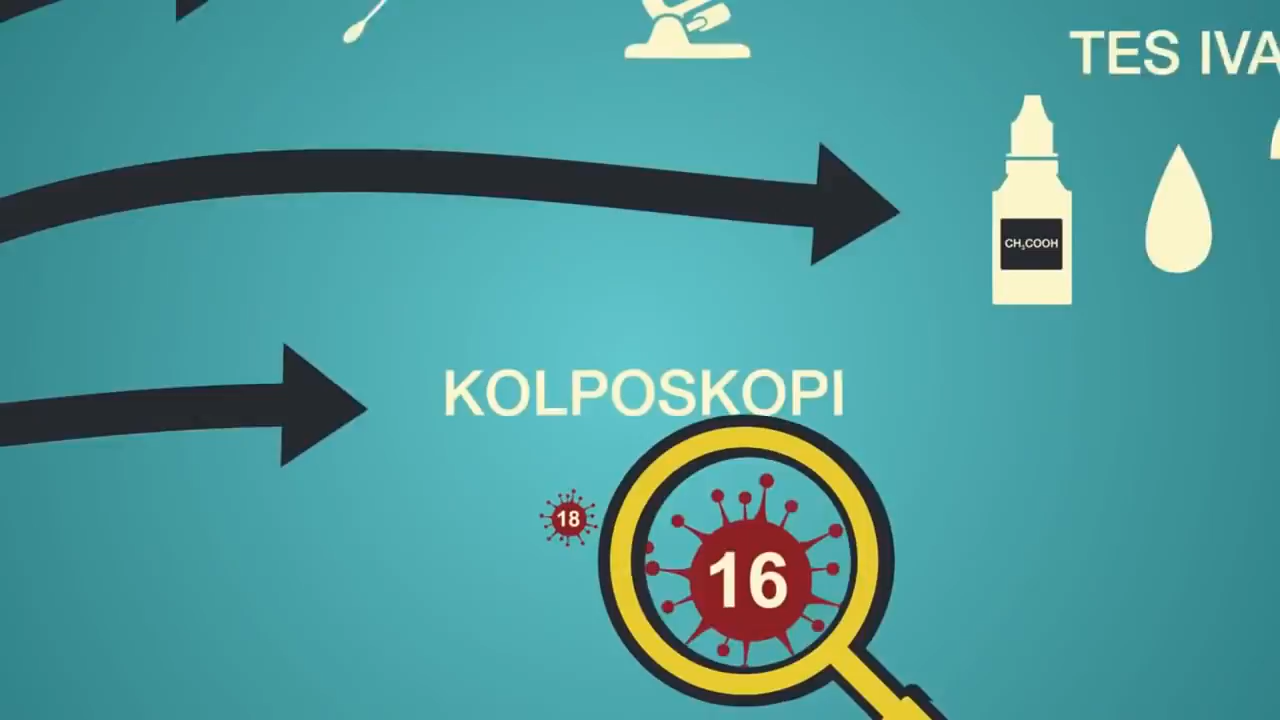 TES IVA
CH₃COOH
KOLPOSKOPI
18
16